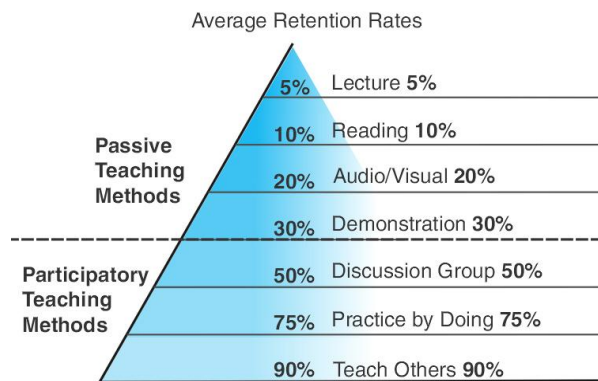 Average Retention Rates
5% Lecture 5%
10% Reading 10%
Passive
Teaching
Methods
20% Audio/Visual 20%
30% Demonstration 30%
Participatory
Teaching
Methods
50% Discussion Group 50%
75% Practice by Doing 75%
90% Teach Others 90%